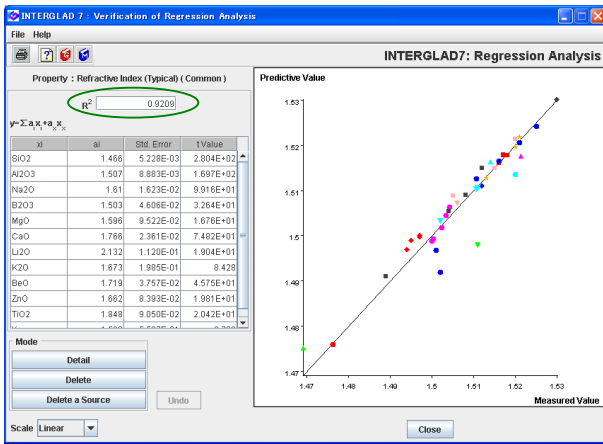 INTERGLAD 7 : Verification of Regression Analysis
File Help
INTERGLAD7: Regression Analysis
Property : Refractive Index (Typical) ( Common )
R2 0.9209
y=Σaixi+axxx
xi ai Std. Error t Value
SiO2 1.466 5.228E-03 2.804E+02
Al2O3 1.507 8.883E-03 1.697E+02
Na2O 1.61 1.623E-02 9.916E+01
B2O3 1.503 4.606E-02 3.264E+01
MgO 1.596 9.522E-02 1.676E+01
CaO 1.766 2.361E-02 7.482E+01
Li2O 2.132 1.120E-01 1.904E+01
K2O 1.673 1.985E-01 8.428
BeO 1.719 3.757E-02 4.575E+01
ZnO 1.662 8.393E-02 1.981E+01
TiO2 1.848 9.050E-02 2.042E+01
Mode
Detail
Delete
Delete a Source
Undo
Scale Linear
Predictive Value
1.53
1.52
1.51
1.5
1.49
1.48
1.47
1.47 1.48 1.49 1.5 1.51 1.52 1.53
Measured Value
Close